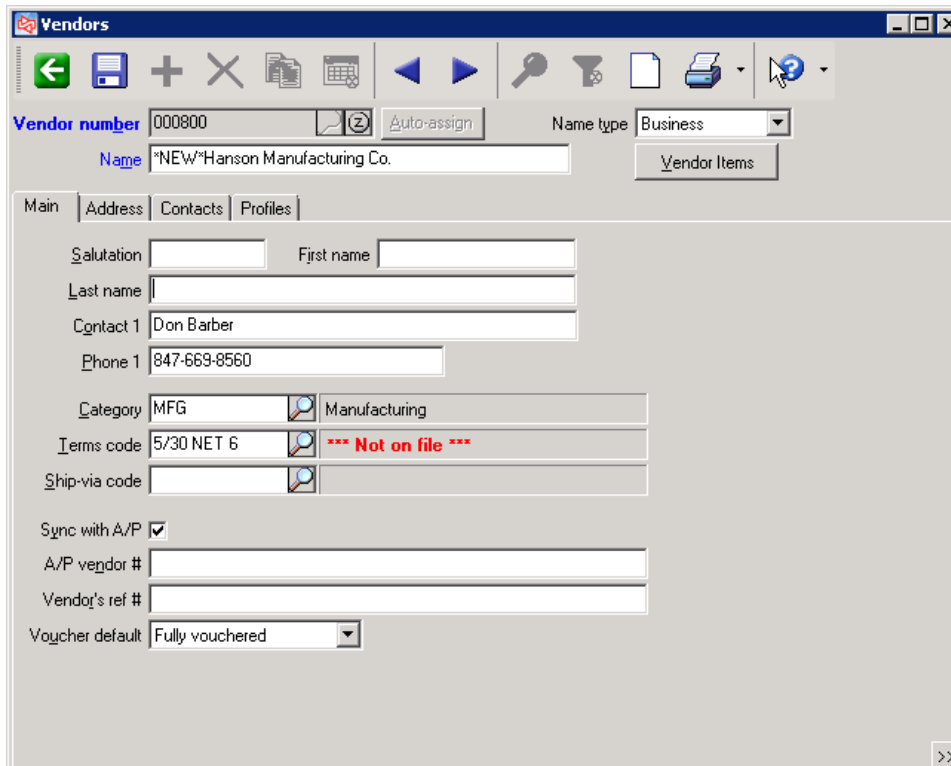 Vendors
Vendor number 000800 Auto-assign Name type Business
Name *NEW*Hanson Manufacturing Co. Vendor Items
Main Address Contacts Profiles
Salutation First name
Last name
Contact 1 Don Barber
Phone 1 847-669-8560
Category MFG Manufacturing
Terms code 5/30 NET 6 *** Not on file ***
Ship-via code
Sync with A/P
A/P vendor #
Vendor's ref #
Voucher default Fully vouchered
>>